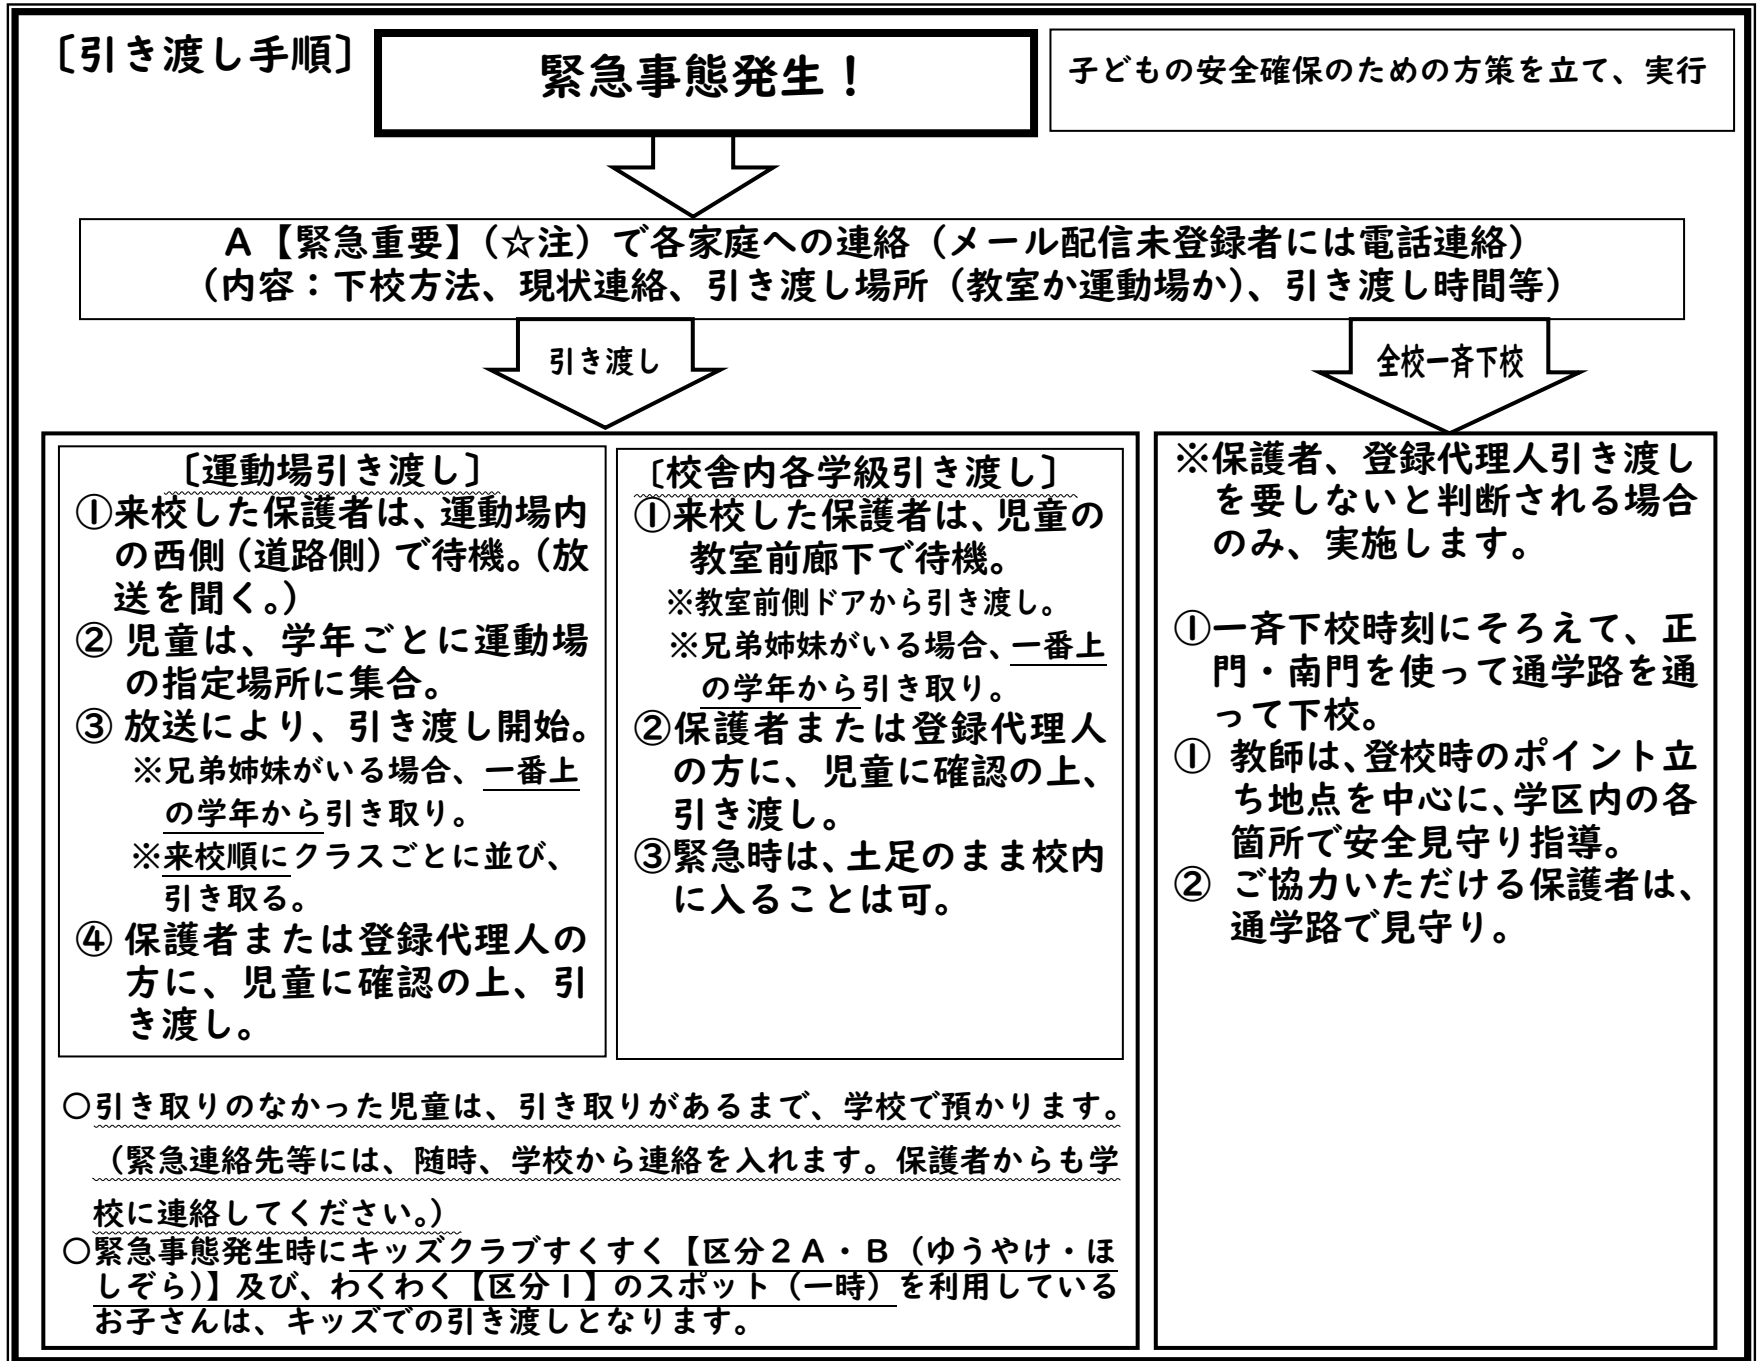 〔引き渡し手順〕
緊急事態発生！
子どもの安全確保のための方策を立て、実行
A【緊急重要】（☆注）で各家庭への連絡（メール配信未登録者には電話連絡）
（内容：下校方法、現状連絡、引き渡し場所（教室か運動場か）、引き渡し時間等）
引き渡し
全校一斉下校
〔運動場引き渡し〕
①来校した保護者は、運動場内
の西側（道路側）で待機。（放
送を聞く。）
② 児童は、学年ごとに運動場
の指定場所に集合。
③ 放送により、引き渡し開始。
※兄弟姉妹がいる場合、一番上
の学年から引き取り。
※来校順にクラスごとに並び、
引き取る。
④ 保護者または登録代理人の
方に、児童に確認の上、引
き渡し。
〔校舎内各学級引き渡し〕
①来校した保護者は、児童の
教室前廊下で待機。
※教室前側ドアから引き渡し。
※兄弟姉妹がいる場合、一番上
の学年から引き取り。
②保護者または登録代理人
の方に、児童に確認の上、
引き渡し。
③緊急時は、土足のまま校内
に入ることは可。
○引き取りのなかった児童は、引き取りがあるまで、学校で預かります。
（緊急連絡先等には、随時、学校から連絡を入れます。保護者からも学
校に連絡してください。）
○緊急事態発生時にキッズクラブすくすく【区分２A・B（ゆうやけ・ほ
しぞら）】及び、わくわく【区分１】のスポット（一時）を利用している
お子さんは、キッズでの引き渡しとなります。
※保護者、登録代理人引き渡し
を要しないと判断される場合
のみ、実施します。
①一斉下校時刻にそろえて、正
門・南門を使って通学路を通
って下校。
① 教師は、登校時のポイント立
ち地点を中心に、学区内の各
箇所で安全見守り指導。
② ご協力いただける保護者は、
通学路で見守り。